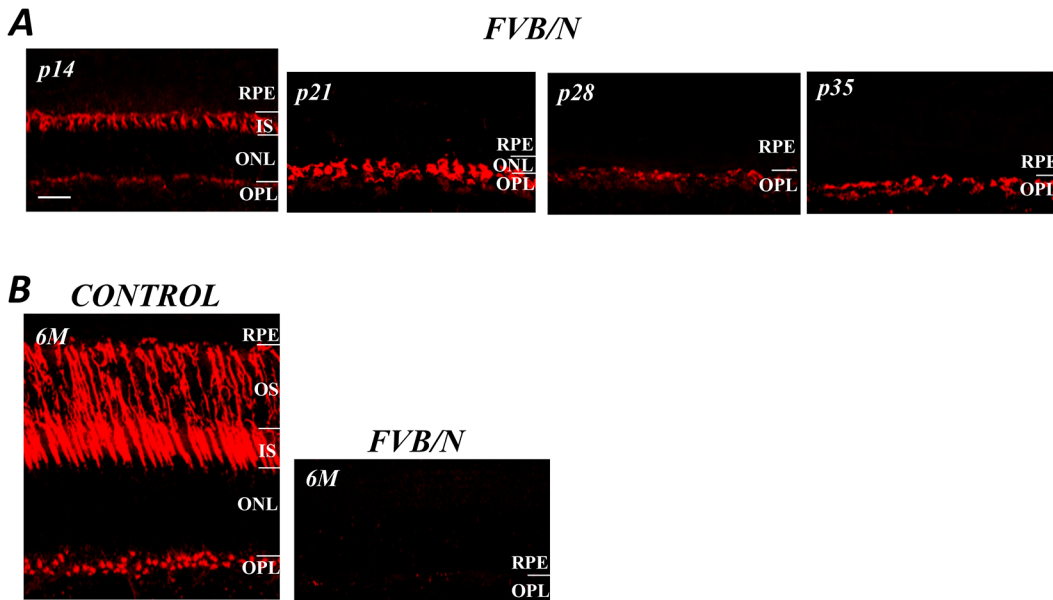 A
FVB/N
p14
RPE
IS
ONL
OPL
p21
RPE
ONL
OPL
p28
RPE
OPL
p35
RPE
OPL
B
CONTROL
6M
RPE
OS
IS
ONL
OPL
FVB/N
6M
RPE
OPL